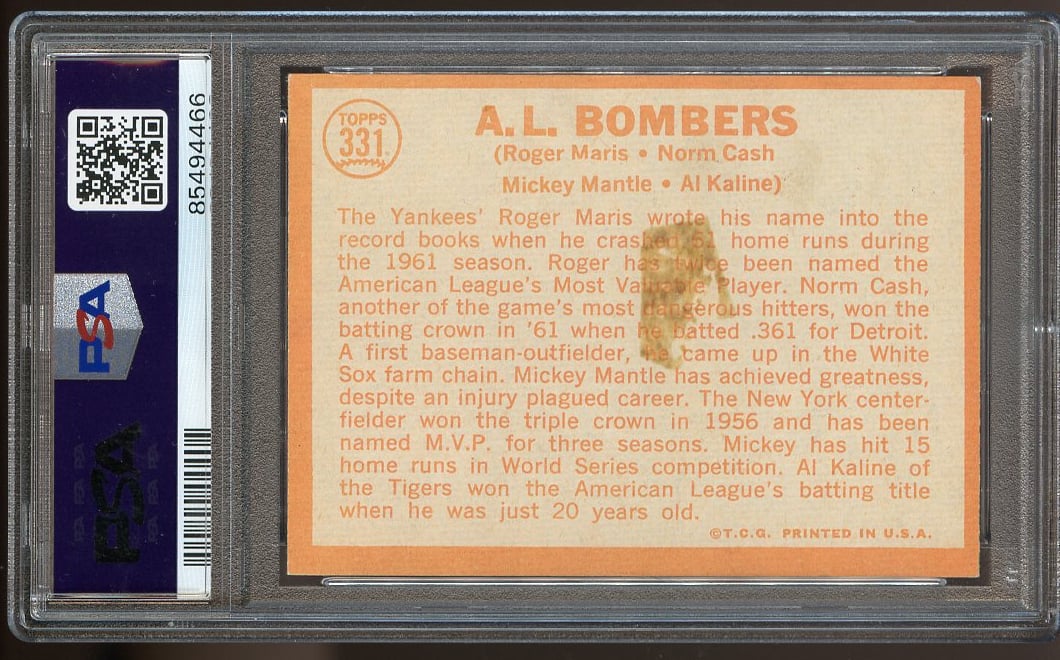 TOPPS
331
A.L. BOMBERS
(Roger Maris • Norm Cash
Mickey Mantle • Al Kaline)
The Yankees' Roger Maris wrote his name into the
record books when he crashed 61 home runs during
the 1961 season. Roger has twice been named the
American League's Most Valuable Player. Norm Cash,
another of the game's most dangerous hitters, won the
batting crown in '61 when he batted .361 for Detroit.
A first baseman-outfielder, he came up in the White
Sox farm chain. Mickey Mantle has achieved greatness,
despite an injury plagued career. The New York center-
fielder won the triple crown in 1956 and has been
named M.V.P. for three seasons. Mickey has hit 15
home runs in World Series competition. Al Kaline of
the Tigers won the American League's batting title
when he was just 20 years old.
©T.C.G. PRINTED IN U.S.A.
85494466
PSA
PSA